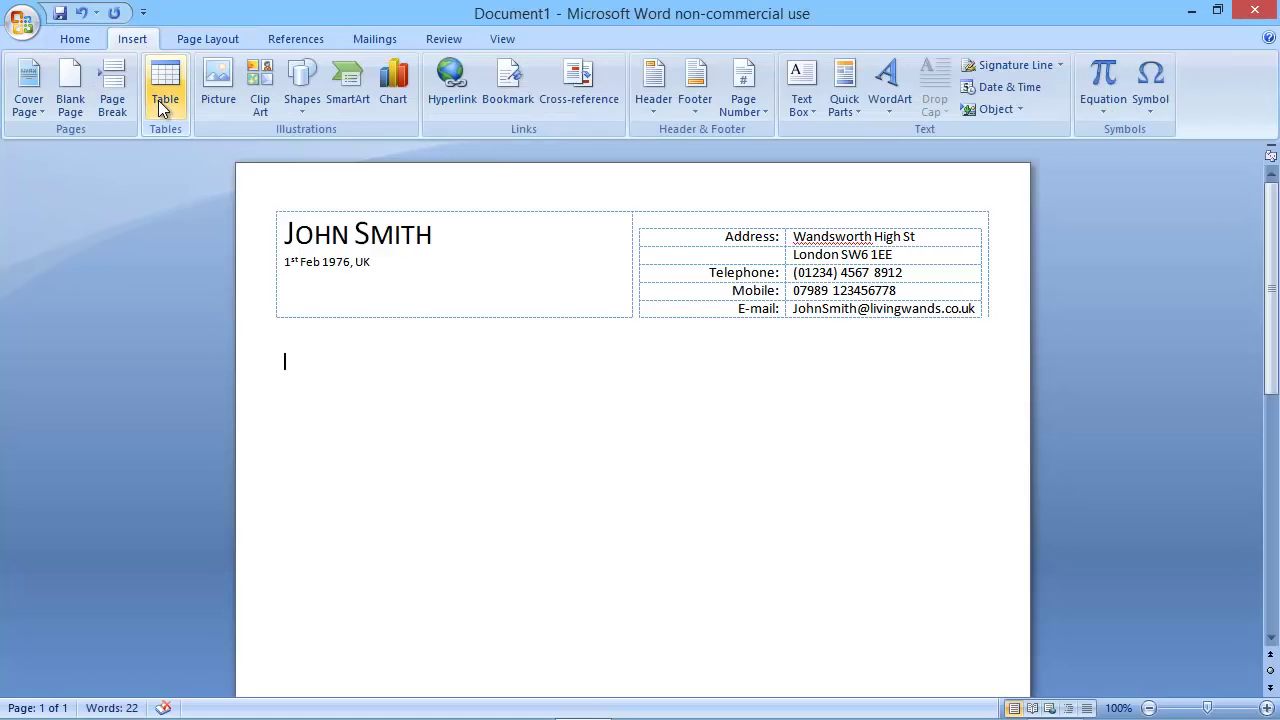 Document1 - Microsoft Word non-commercial use
Home Insert Page Layout References Mailings Review View
Cover Page
Blank Page
Page Break
Pages
Table
Tables
Picture
Clip Art
Shapes
SmartArt
Chart
Illustrations
Hyperlink
Bookmark
Cross-reference
Links
Header
Footer
Page Number
Header & Footer
Text Box
Quick Parts
WordArt
Drop Cap
Signature Line
Date & Time
Object
Text
Equation
Symbol
Symbols
JOHN SMITH
1st Feb 1976, UK
Address: Wandsworth High St
London SW6 1EE
Telephone: (01234) 4567 8912
Mobile: 07989 123456778
E-mail: JohnSmith@livingwands.co.uk
Page: 1 of 1 Words: 22 100%